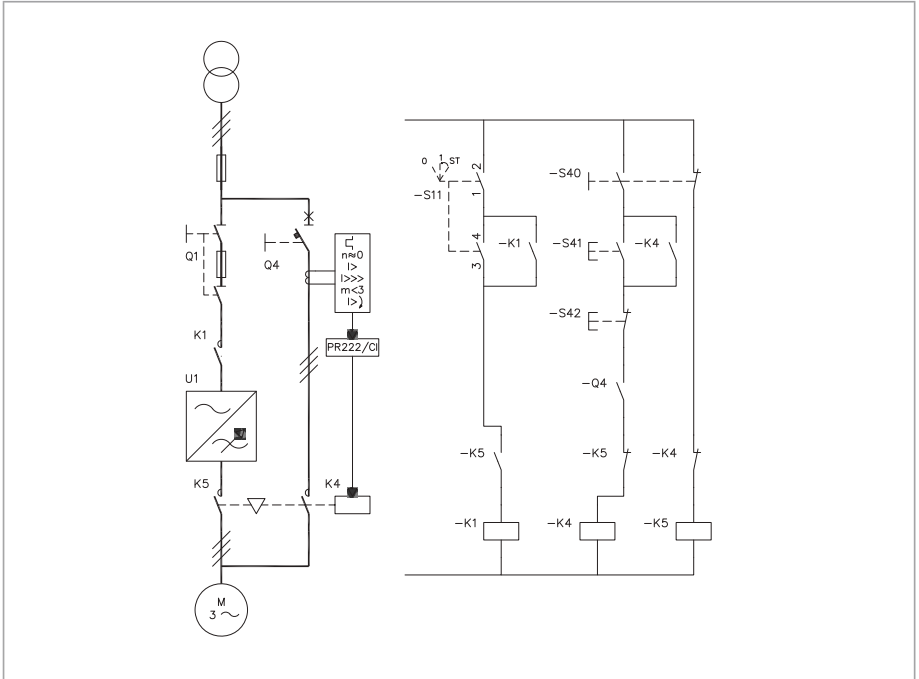 Q1
Q4
n≈0
I>
I>>>
m<3
I>
PR222/CI
K1
U1
K5
K4
M
3
0 1 ST
-S11
2
1
4
3
-K1
-S40
-S41
-K4
-S42
-Q4
-K5
-K5
-K4
-K1
-K4
-K5